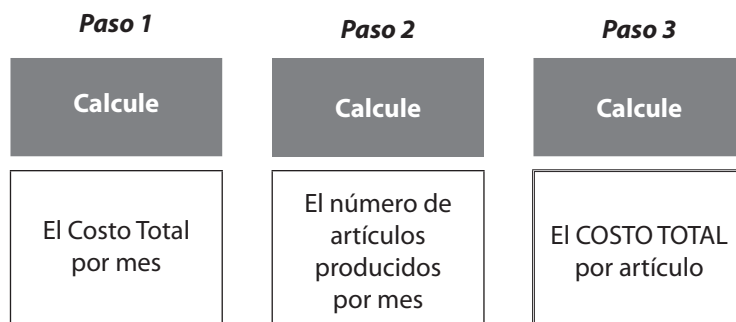 Paso 1
Calcule
El Costo Total
por mes
Paso 2
Calcule
El número de
artículos
producidos
por mes
Paso 3
Calcule
El COSTO TOTAL
por artículo